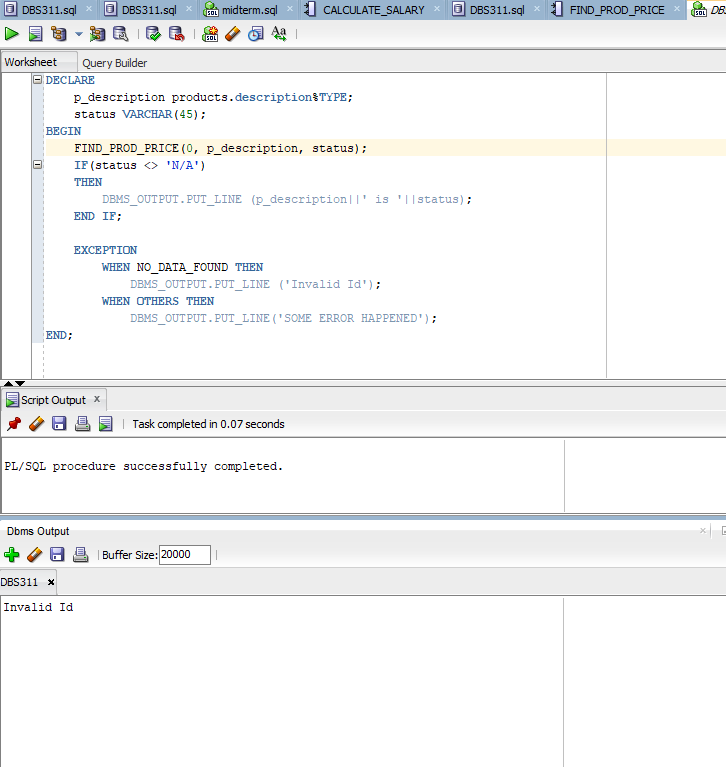 DBS311.sql DBS311.sql midterm.sql CALCULATE_SALARY DBS311.sql FIND_PROD_PRICE
Worksheet Query Builder
DECLARE
p_description products.description%TYPE;
status VARCHAR(45);
BEGIN
FIND_PROD_PRICE(0, p_description, status);
IF(status <> 'N/A')
THEN
DBMS_OUTPUT.PUT_LINE (p_description||' is '||status);
END IF;
EXCEPTION
WHEN NO_DATA_FOUND THEN
DBMS_OUTPUT.PUT_LINE ('Invalid Id');
WHEN OTHERS THEN
DBMS_OUTPUT.PUT_LINE('SOME ERROR HAPPENED');
END;
Script Output x
Task completed in 0.07 seconds
PL/SQL procedure successfully completed.
Dbms Output
Buffer Size: 20000
DBS311
Invalid Id